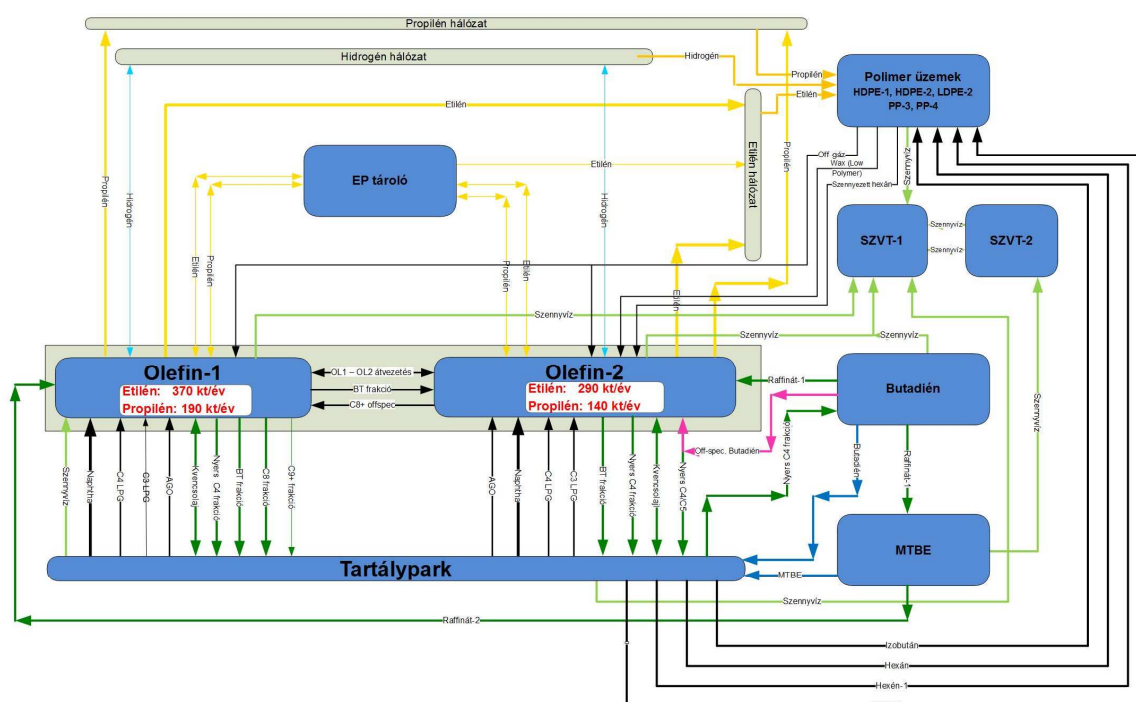 Propilén hálózat
Hidrogén hálózat
Hidrogén
Propilén
Etilén
Polimer üzemek
HDPE-1, HDPE-2, LDPE-2
PP-3, PP-4
Etilén
Etilén hálózat
Propilén
Propilén
Hidrogén
Hidrogén
EP tároló
Etilén
Etilén
Propilén
Propilén
Etilén
Etilén
Off gáz
Wax (Low
Polymer)
Szennyezett hexán
Szennyvíz
SZVT-1
Szennyvíz
Szennyvíz
SZVT-2
Szennyvíz
Szennyvíz
Szennyvíz
Olefin-1
Etilén: 370 kt/év
Propilén: 190 kt/év
OL1 – OL2 átvezetés
BT frakció
C8+ offspec
Olefin-2
Etilén: 290 kt/év
Propilén: 140 kt/év
Raffinát-1
Butadién
Off-spec. Butadién
Nyers C4 frakció
Butadién
Raffinát-1
Szennyvíz
Szennyvíz
Naphtha
C4 LPG
C3 LPG
AGO
Kvencsolaj
Nyers C4 frakció
BT frakció
C8 frakció
C9+ frakció
AGO
Naphtha
C4 LPG
C3 LPG
BT frakció
Nyers C4 frakció
Kvencsolaj
Nyers C4/C5
Tartálypark
MTBE
MTBE
Szennyvíz
Raffinát-2
Izobután
Hexán
Hexén-1